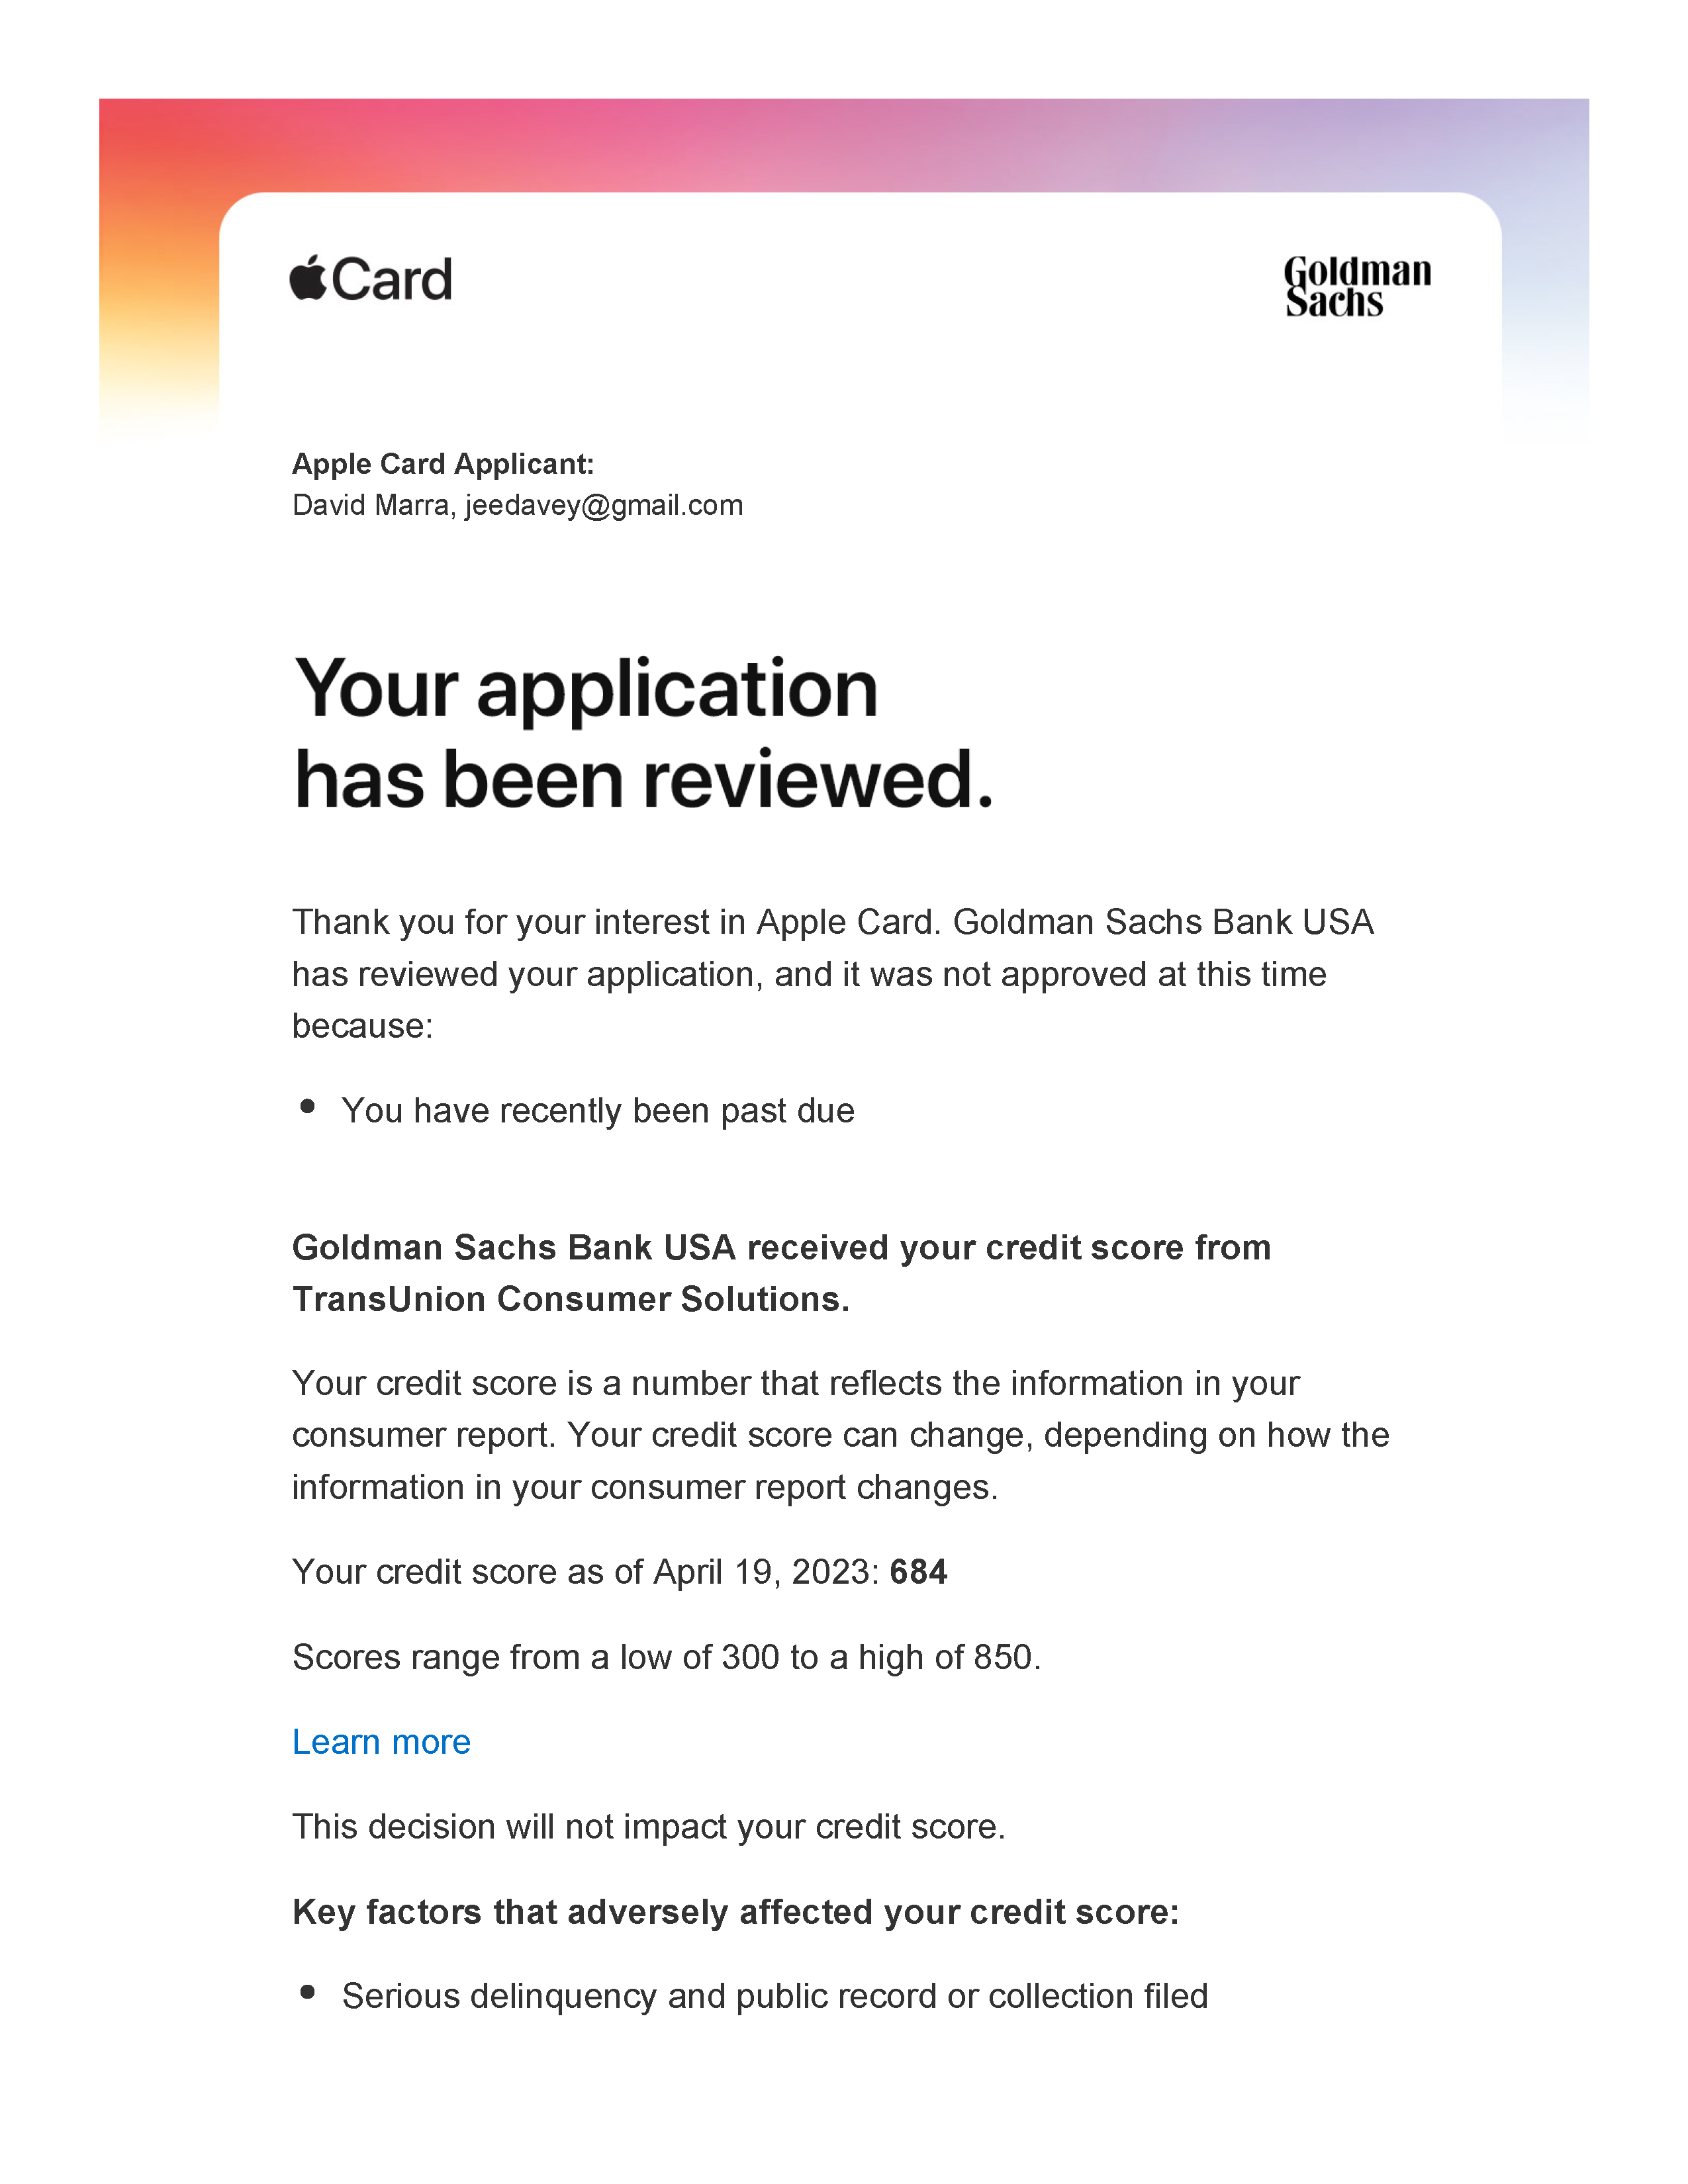 Card
Goldman
Sachs
Apple Card Applicant:
David Marra, jeedavey@gmail.com
Your application
has been reviewed.
Thank you for your interest in Apple Card. Goldman Sachs Bank USA
has reviewed your application, and it was not approved at this time
because:
• You have recently been past due
Goldman Sachs Bank USA received your credit score from
TransUnion Consumer Solutions.
Your credit score is a number that reflects the information in your
consumer report. Your credit score can change, depending on how the
information in your consumer report changes.
Your credit score as of April 19, 2023: 684
Scores range from a low of 300 to a high of 850.
Learn more
This decision will not impact your credit score.
Key factors that adversely affected your credit score:
• Serious delinquency and public record or collection filed